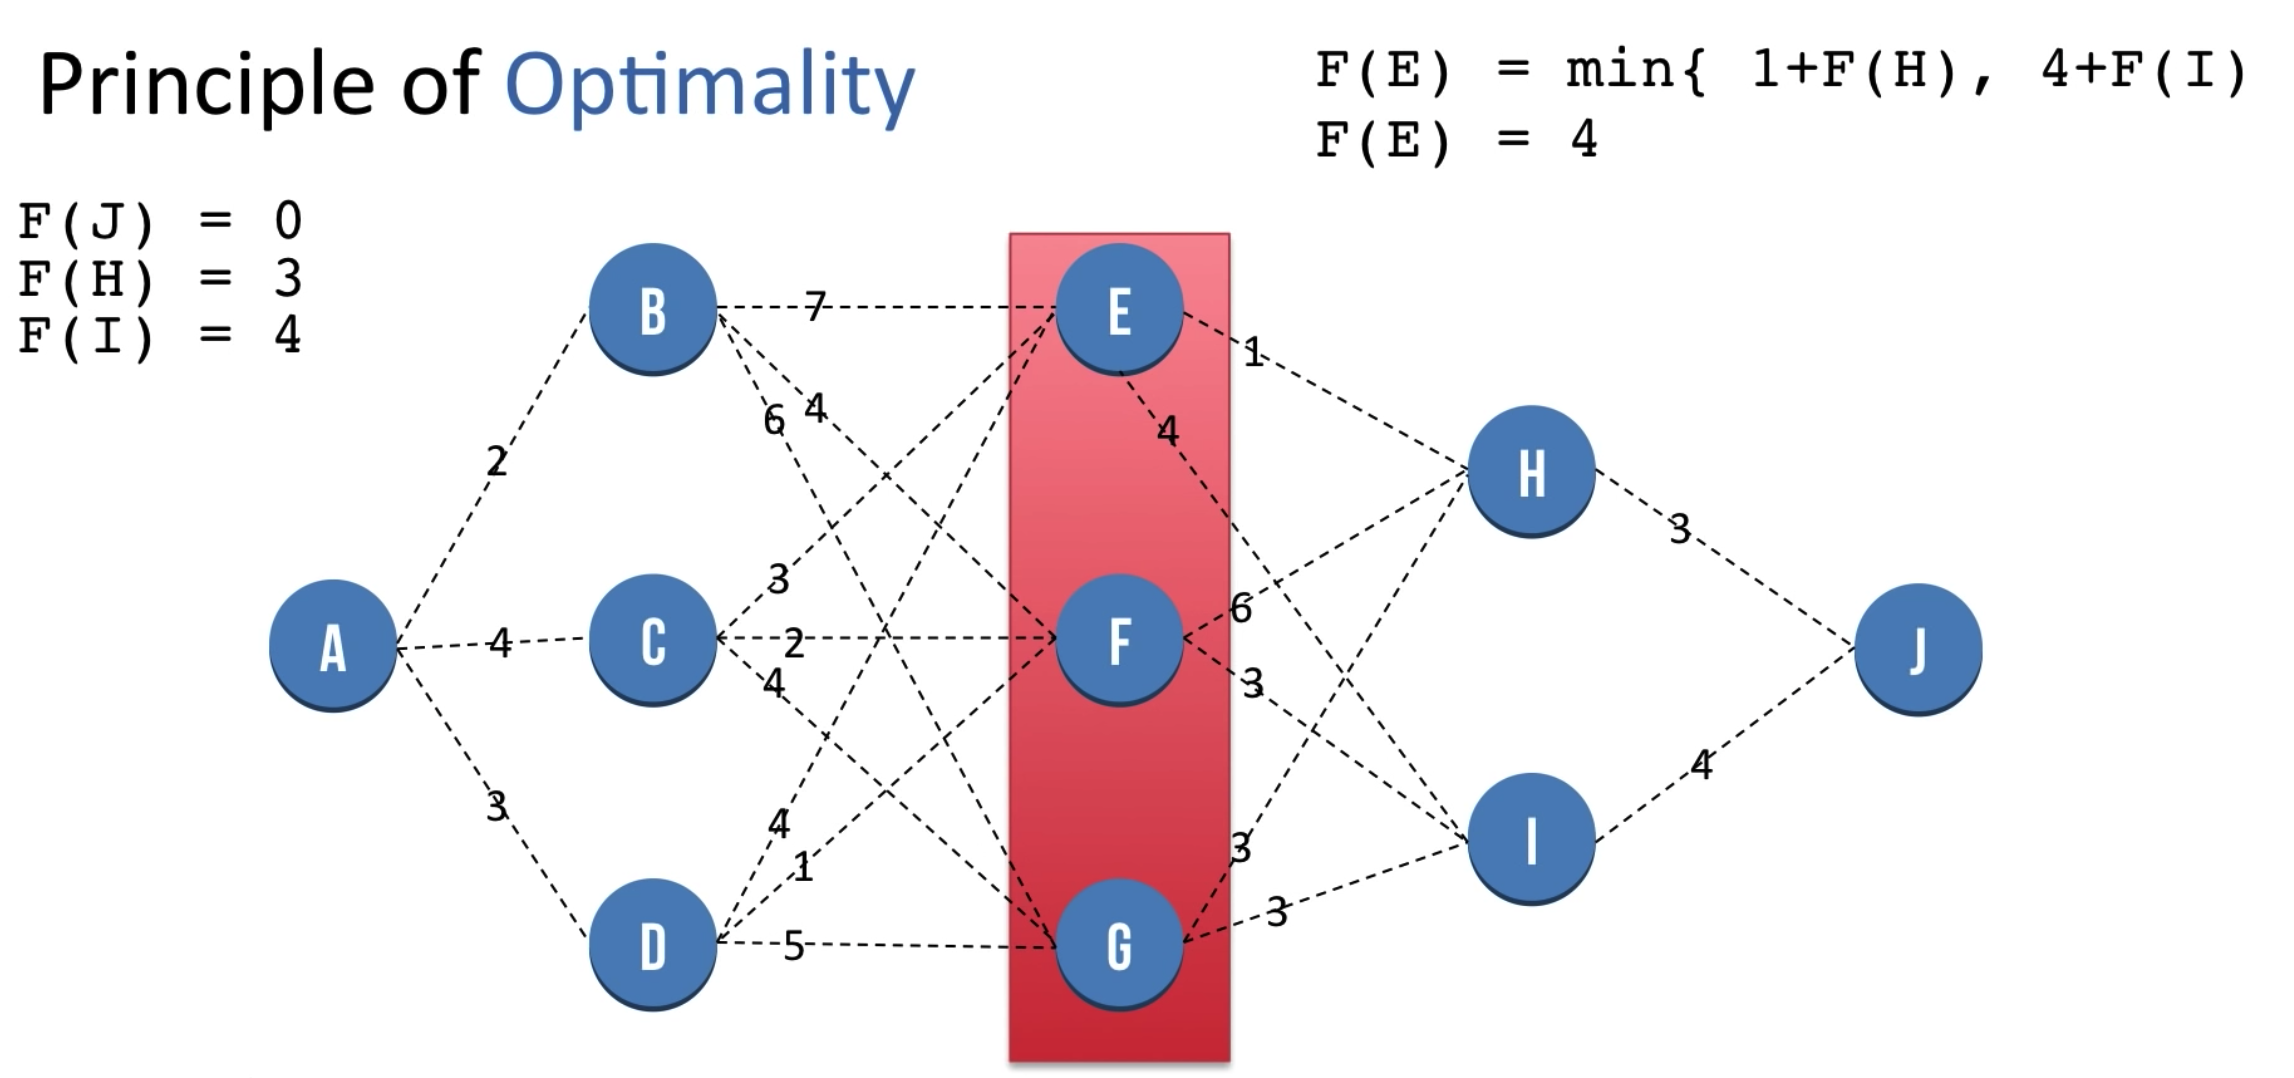 Principle of Optimality
F(E) = min{ 1+F(H), 4+F(I)
F(E) = 4
F(J) = 0
F(H) = 3
F(I) = 4
B
7
E
1
6
4
4
2
H
3
3
6
A
4
C
2
F
J
4
3
4
4
1
3
3
I
D
5
G
3